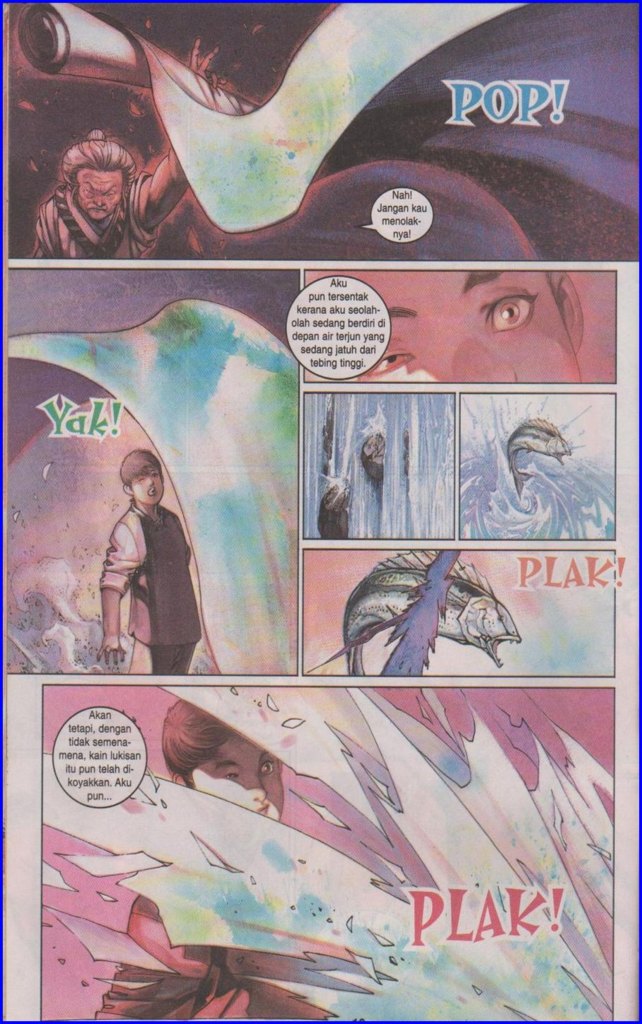 POP!
Nah!
Jangan kau
menolak-
nya!
Aku
pun tersentak
kerana aku seolah-
olah sedang berdiri di
depan air terjun yang
sedang jatuh dari
tebing tinggi.
Yak!
PLAK!
Akan
tetapi, dengan
tidak semena-
mena, kain lukisan
itu pun telah di-
koyakkan. Aku
pun...
PLAK!